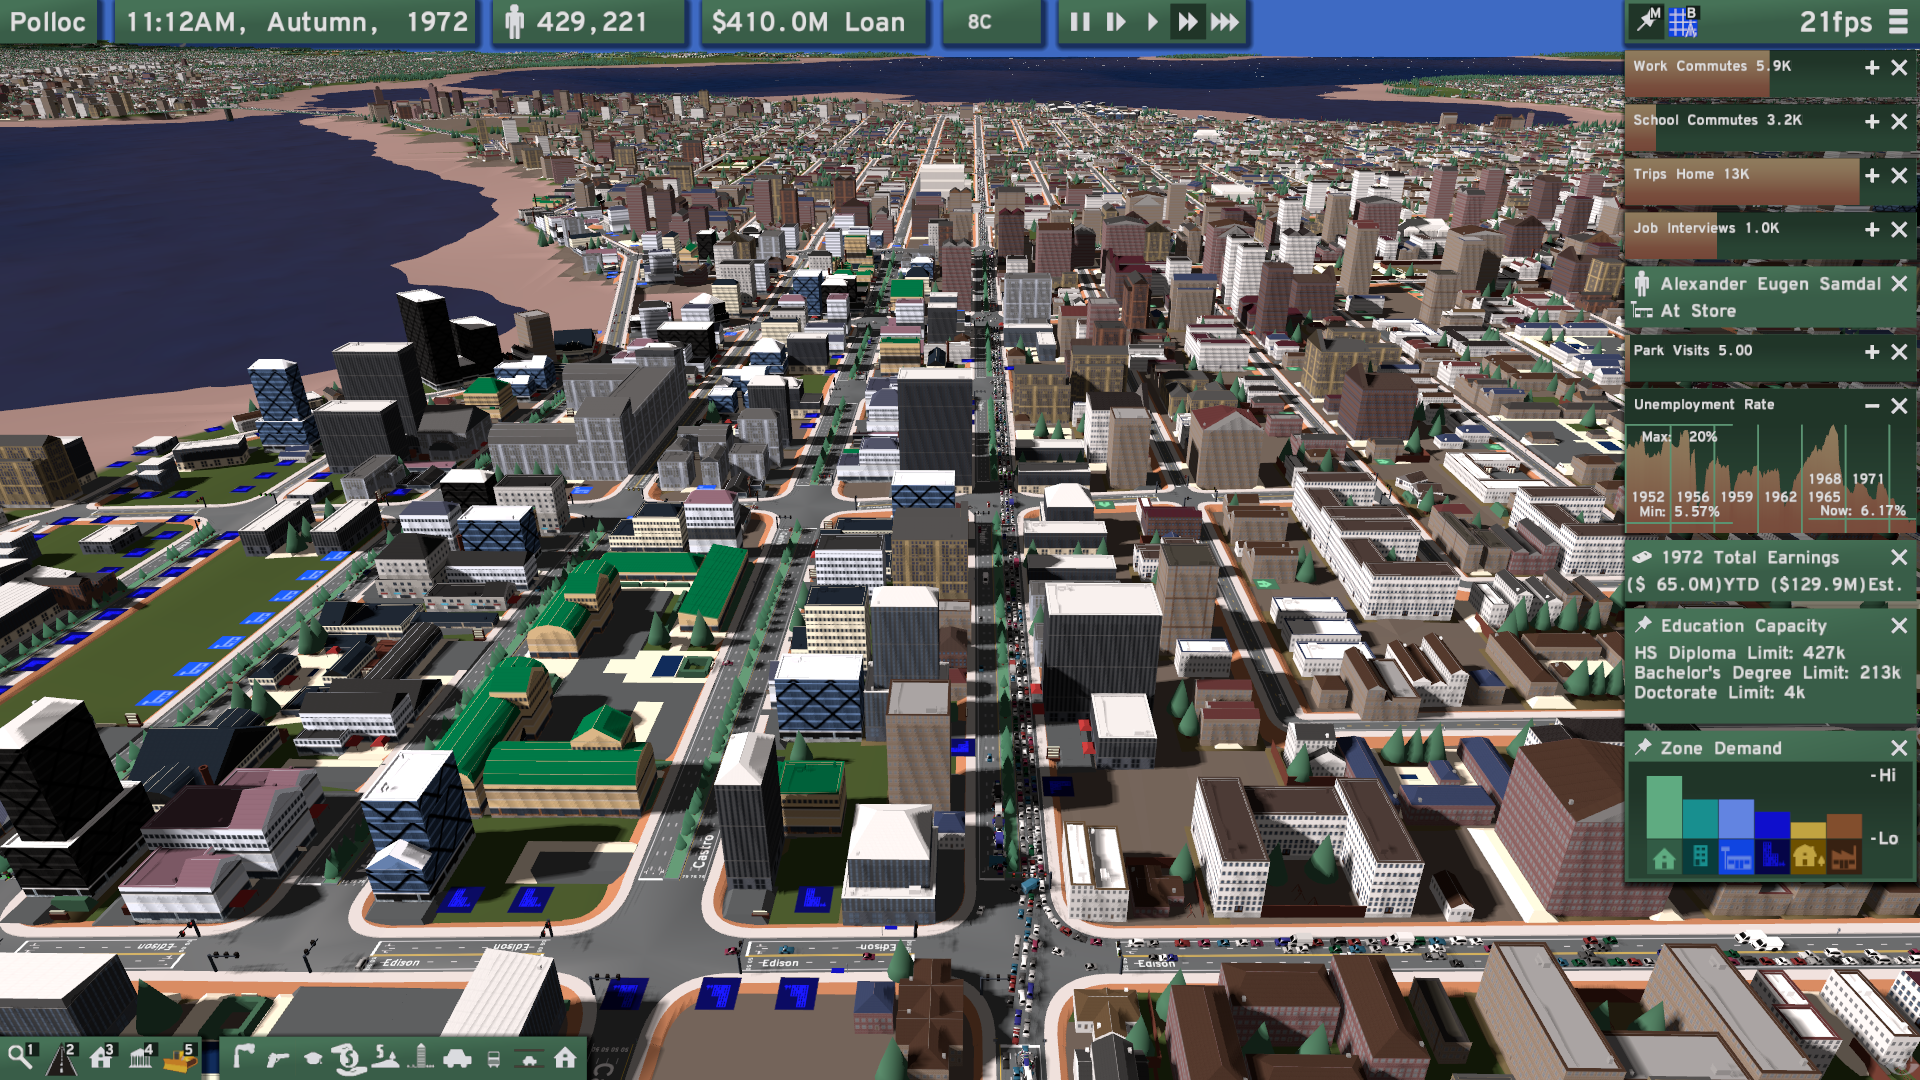 Polloc
11:12AM, Autumn, 1972
429,221
$410.0M Loan
8C
M
B
21fps
Work Commutes 5.9K
School Commutes 3.2K
Trips Home 13K
Job Interviews 1.0K
Alexander Eugen Samdal
At Store
Park Visits 5.00
Unemployment Rate
Max: 20%
1968 1971
1952 1956 1959 1962 1965
Min: 5.57%
Now: 6.17%
1972 Total Earnings
($ 65.0M)YTD ($129.9M)Est.
Education Capacity
HS Diploma Limit: 427k
Bachelor's Degree Limit: 213k
Doctorate Limit: 4k
Zone Demand
-Hi
-Lo
Castro
Edison
Edison
Edison
Edison
Edison
Edison
1
2
3
4
5